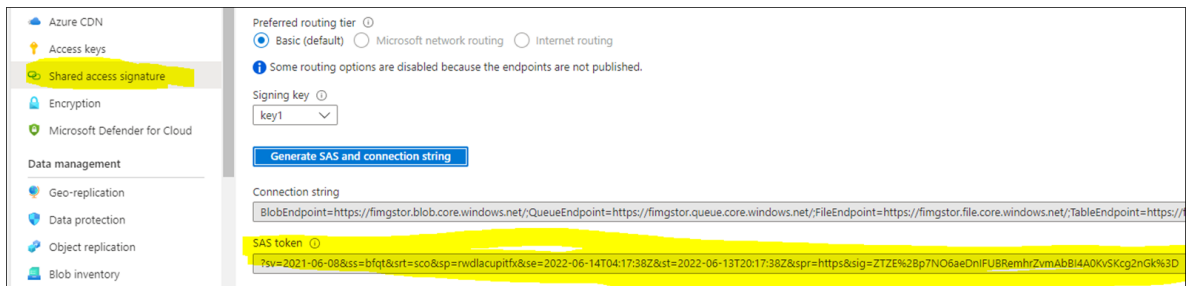 Azure CDN
Access keys
Shared access signature
Encryption
Microsoft Defender for Cloud
Data management
Geo-replication
Data protection
Object replication
Blob inventory
Preferred routing tier
Basic (default) Microsoft network routing Internet routing
Some routing options are disabled because the endpoints are not published.
Signing key
key1
Generate SAS and connection string
Connection string
BlobEndpoint=https://fimgstor.blob.core.windows.net/;QueueEndpoint=https://fimgstor.queue.core.windows.net/;FileEndpoint=https://fimgstor.file.core.windows.net/;TableEndpoint=https://f
SAS token
?sv=2021-06-08&ss=bfqt&srt=sco&sp=rwdlacupitfx&se=2022-06-14T04:17:38Z&st=2022-06-13T20:17:38Z&spr=https&sig=ZTZE%2Bp7NO6aeDnIFUBRemhrZvmAbBI4A0KvSKcg2nGk%3D